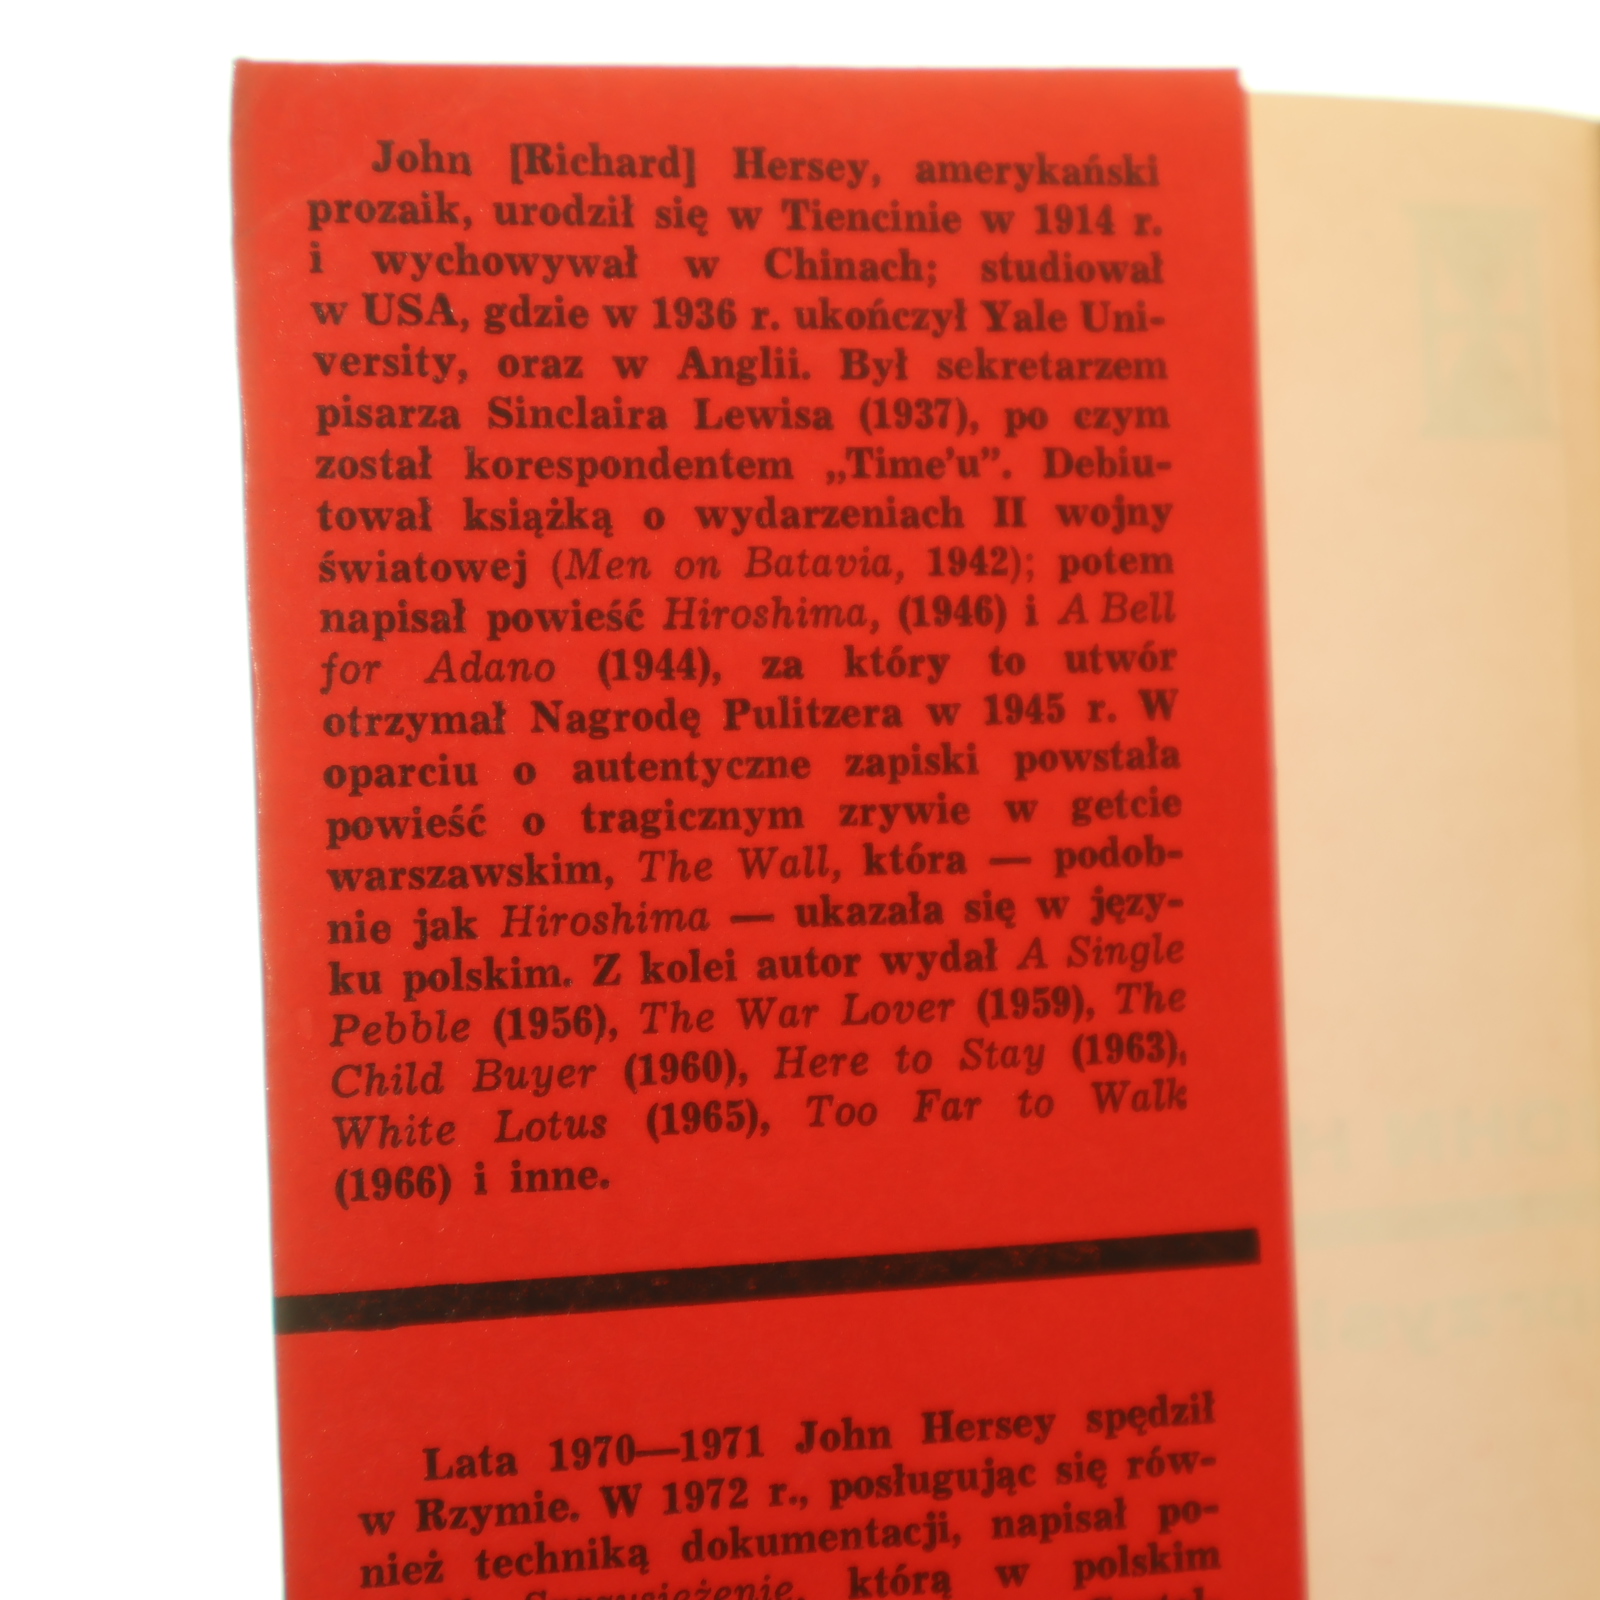 John [Richard] Hersey, amerykański
prozaik, urodził się w Tiencinie w 1914 r.
i wychowywał w Chinach; studiował
w USA, gdzie w 1936 r. ukończył Yale Uni-
versity, oraz w Anglii. Był sekretarzem
pisarza Sinclaira Lewisa (1937), po czym
został korespondentem „Time'u”. Debiu-
tował książką o wydarzeniach II wojny
światowej (Men on Batavia, 1942); potem
napisał powieść Hiroshima, (1946) i A Bell
for Adano (1944), za który to utwór
otrzymał Nagrodę Pulitzera w 1945 r. W
oparciu o autentyczne zapiski powstała
powieść o tragicznym zrywie w getcie
warszawskim, The Wall, która — podob-
nie jak Hiroshima — ukazała się w języ-
ku polskim. Z kolei autor wydał A Single
Pebble (1956), The War Lover (1959), The
Child Buyer (1960), Here to Stay (1963),
White Lotus (1965), Too Far to Walk
(1966) i inne.
Lata 1970—1971 John Hersey spędził
w Rzymie. W 1972 r., posługując się rów-
nież techniką dokumentacji, napisał po-
Sprzysiężenie, którą w polskim